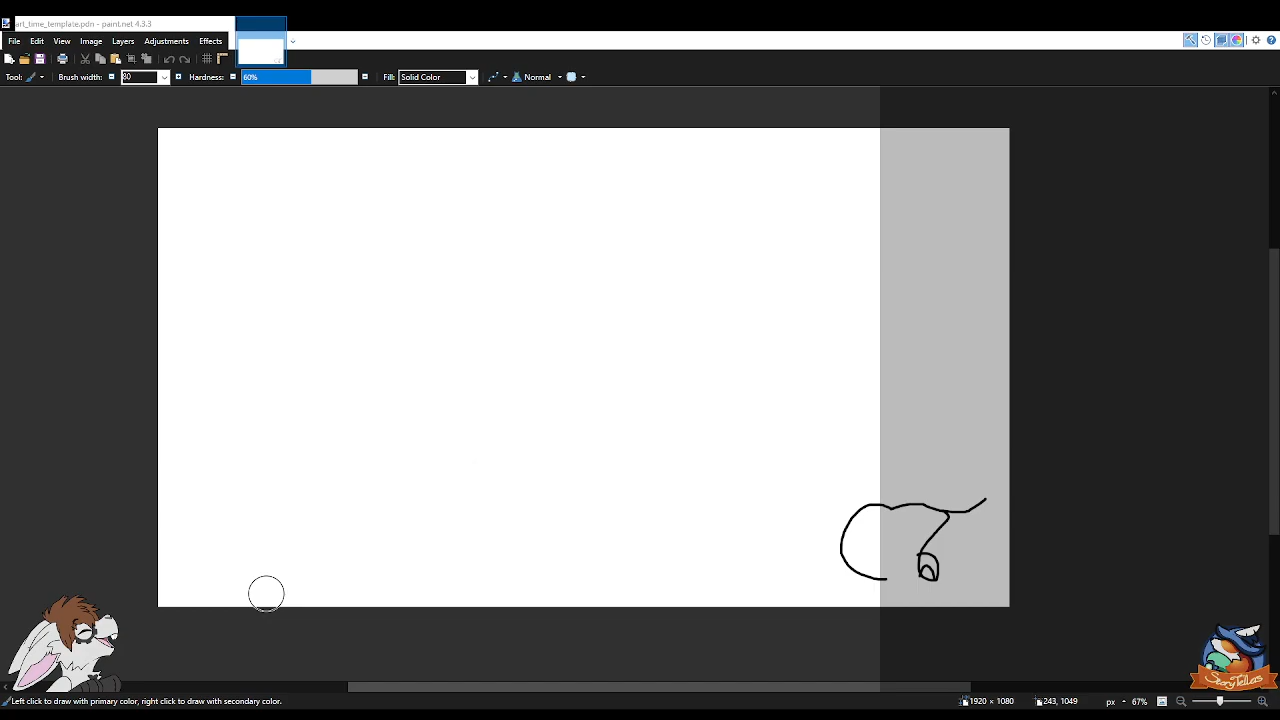 art_time_template.pdn - paint.net 4.3.3
File Edit View Image Layers Adjustments Effects
Tool: Brush width: 80 Hardness: 60% Fill: Solid Color Normal
StoryTellers
Left click to draw with primary color, right click to draw with secondary color. 1920 × 1080 243, 1049 px 67%